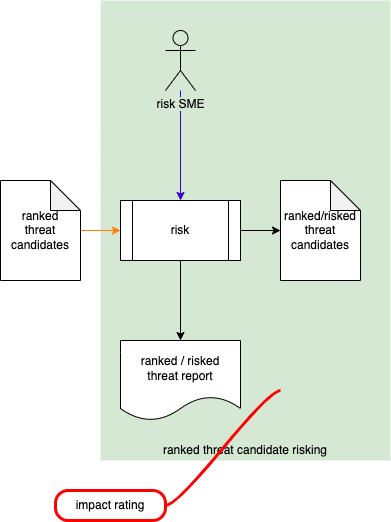 risk SME
ranked
threat
candidates
risk
ranked/risked
threat
candidates
ranked / risked
threat report
ranked threat candidate risking
impact rating